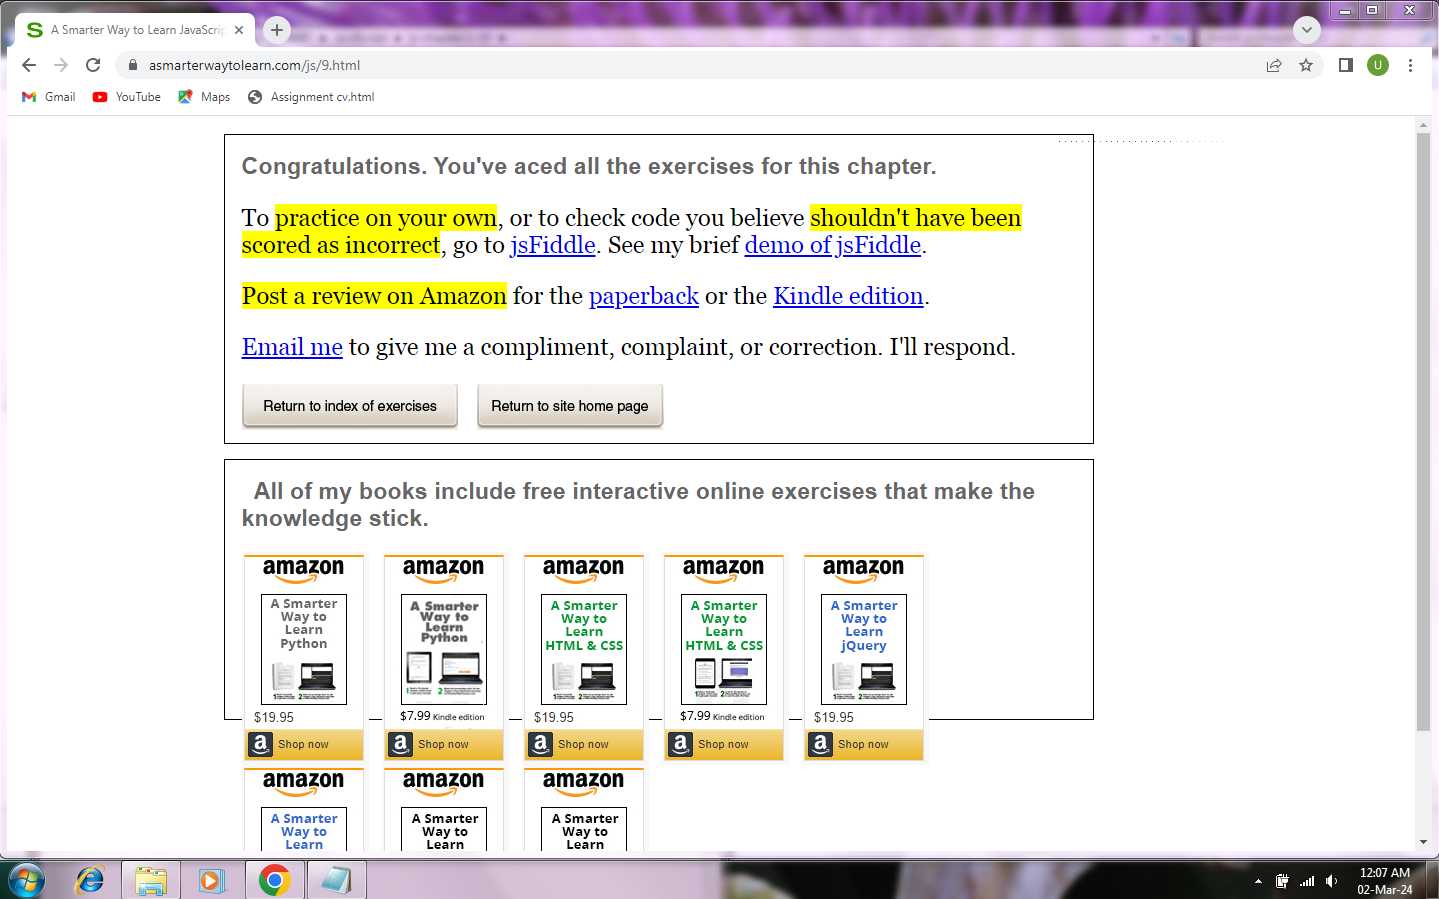 A Smarter Way to Learn JavaScrip
asmarterwaytolearn.com/js/9.html
U
Gmail
YouTube
Maps
Assignment cv.html
Congratulations. You've aced all the exercises for this chapter.
To practice on your own, or to check code you believe shouldn't have been
scored as incorrect, go to jsFiddle. See my brief demo of jsFiddle.
Post a review on Amazon for the paperback or the Kindle edition.
Email me to give me a compliment, complaint, or correction. I'll respond.
Return to index of exercises
Return to site home page
All of my books include free interactive online exercises that make the
knowledge stick.
amazon
A Smarter
Way to
Learn
Python
$19.95
a Shop now
amazon
A Smarter
Way to
Learn
Python
$7.99 Kindle edition
a Shop now
amazon
A Smarter
Way to
Learn
HTML & CSS
$19.95
a Shop now
amazon
A Smarter
Way to
Learn
HTML & CSS
$7.99 Kindle edition
a Shop now
amazon
A Smarter
Way to
Learn
jQuery
$19.95
a Shop now
amazon
A Smarter
Way to
Learn
amazon
A Smarter
Way to
Learn
amazon
A Smarter
Way to
Learn
12:07 AM
02-Mar-24